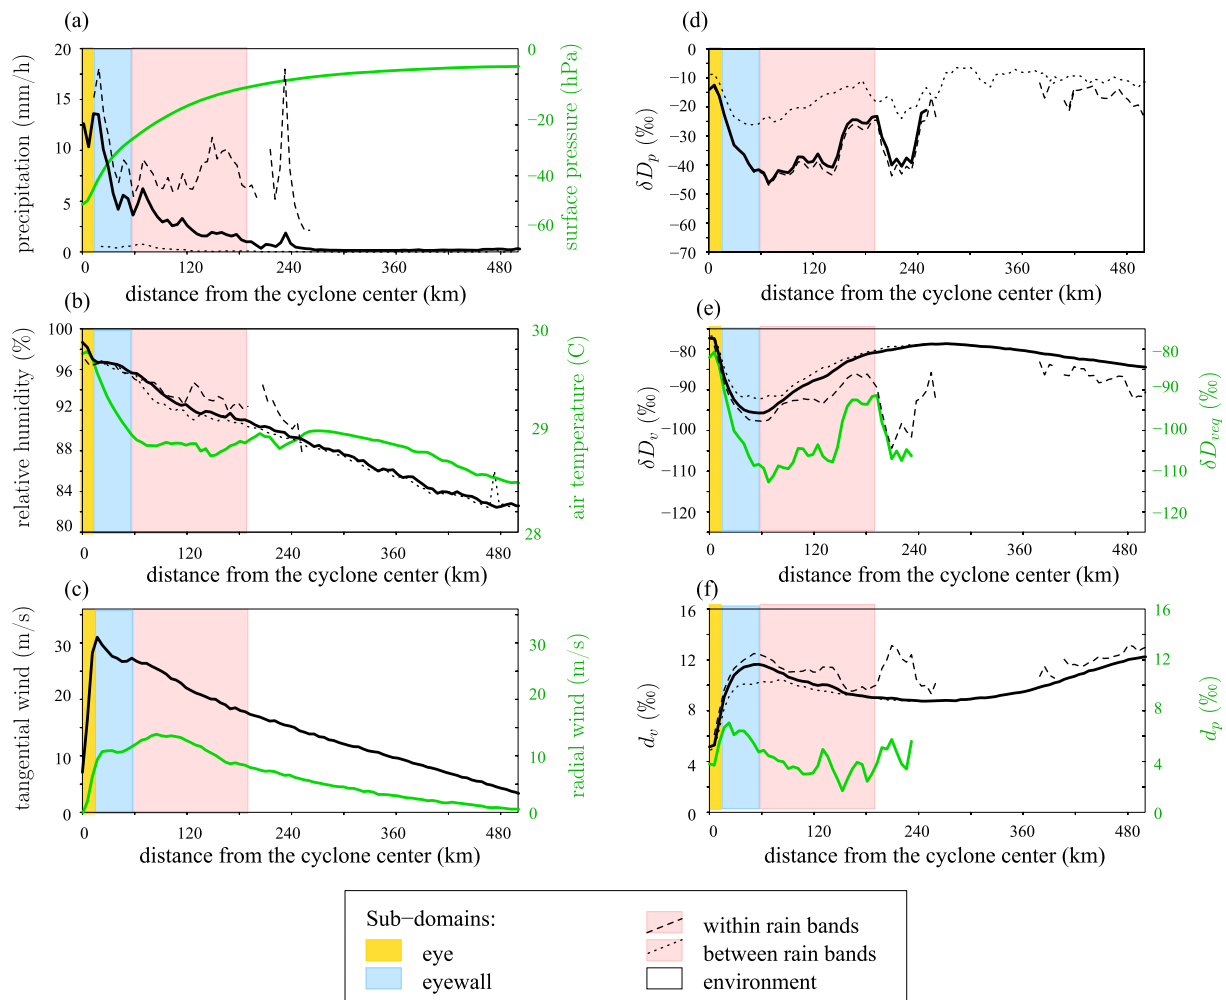 (a)
precipitation (mm/h)
20
15
10
5
0
0
−20
−40
−60
surface pressure (hPa)
0
120
240
360
480
distance from the cyclone center (km)
(b)
relative humidity (%)
100
96
92
88
84
80
30
29
28
air temperature (C)
120
240
360
480
0
distance from the cyclone center (km)
(c)
tangential wind (m/s)
30
20
10
0
30
20
10
0
radial wind (m/s)
0
120
240
360
480
distance from the cyclone center (km)
(d)
δD_p (‰)
0
−10
−20
−30
−40
−50
−60
−70
0
120
240
360
480
distance from the cyclone center (km)
(e)
δD_v (‰)
−80
−90
−100
−110
−120
−80
−90
−100
−110
−120
δD_veq (‰)
0
120
240
360
480
distance from the cyclone center (km)
(f)
d_v (‰)
16
12
8
4
0
16
12
8
4
0
d_p (‰)
0
120
240
360
480
distance from the cyclone center (km)
Sub−domains:
eye
eyewall
within rain bands
between rain bands
environment